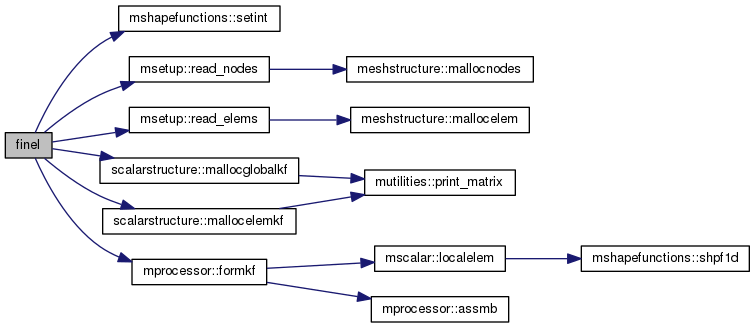 mshapefunctions::setint
msetup::read_nodes
meshstructure::mallocnodes
msetup::read_elems
meshstructure::mallocelem
finel
scalarstructure::mallocglobalkf
mutilities::print_matrix
scalarstructure::mallocelemkf
mprocessor::formkf
mscalar::localelem
mshapefunctions::shpf1d
mprocessor::assmb